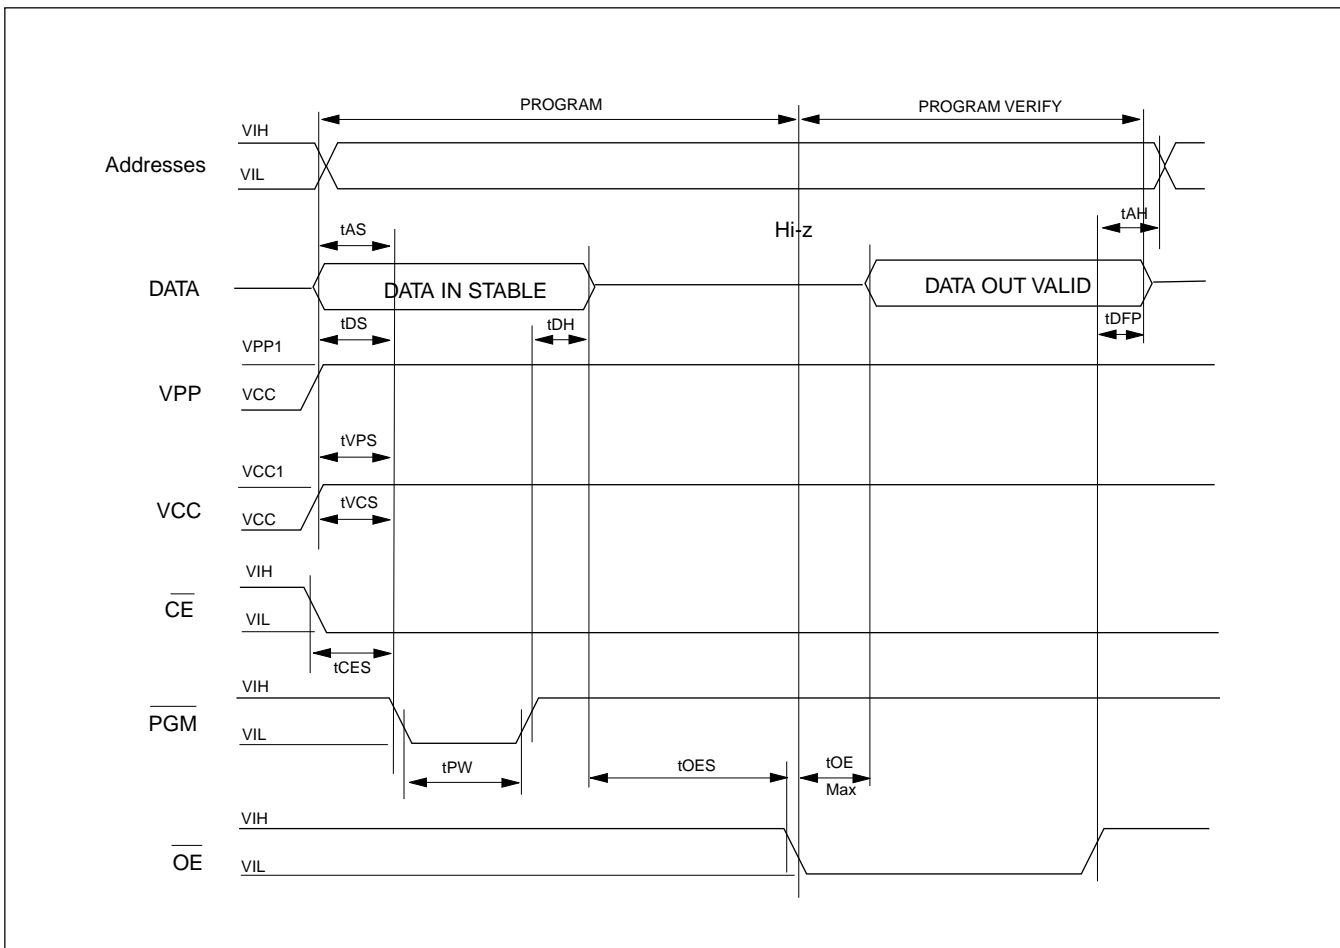 PROGRAM
PROGRAM VERIFY
VIH
Addresses
VIL
tAS
Hi-z
tAH
DATA
DATA IN STABLE
DATA OUT VALID
tDS
tDH
tDFP
VPP1
VPP
VCC
tVPS
VCC1
VCC
tVCS
VCC
VIH
CE
VIL
tCES
VIH
PGM
VIL
tPW
tOES
tOE
Max
VIH
OE
VIL